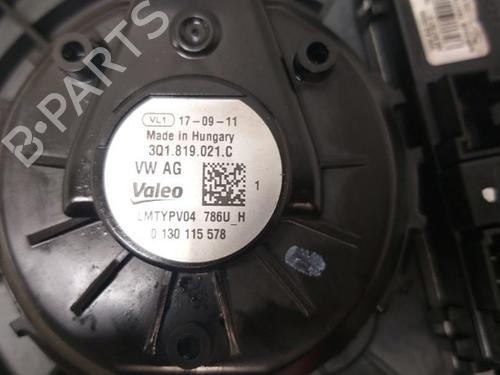 VL1 17-09-11
Made in Hungary
3Q1.819.021.C
VW AG
Valeo
1
LMTYPV04 786U_H
0 130 115 578
B-PARTS